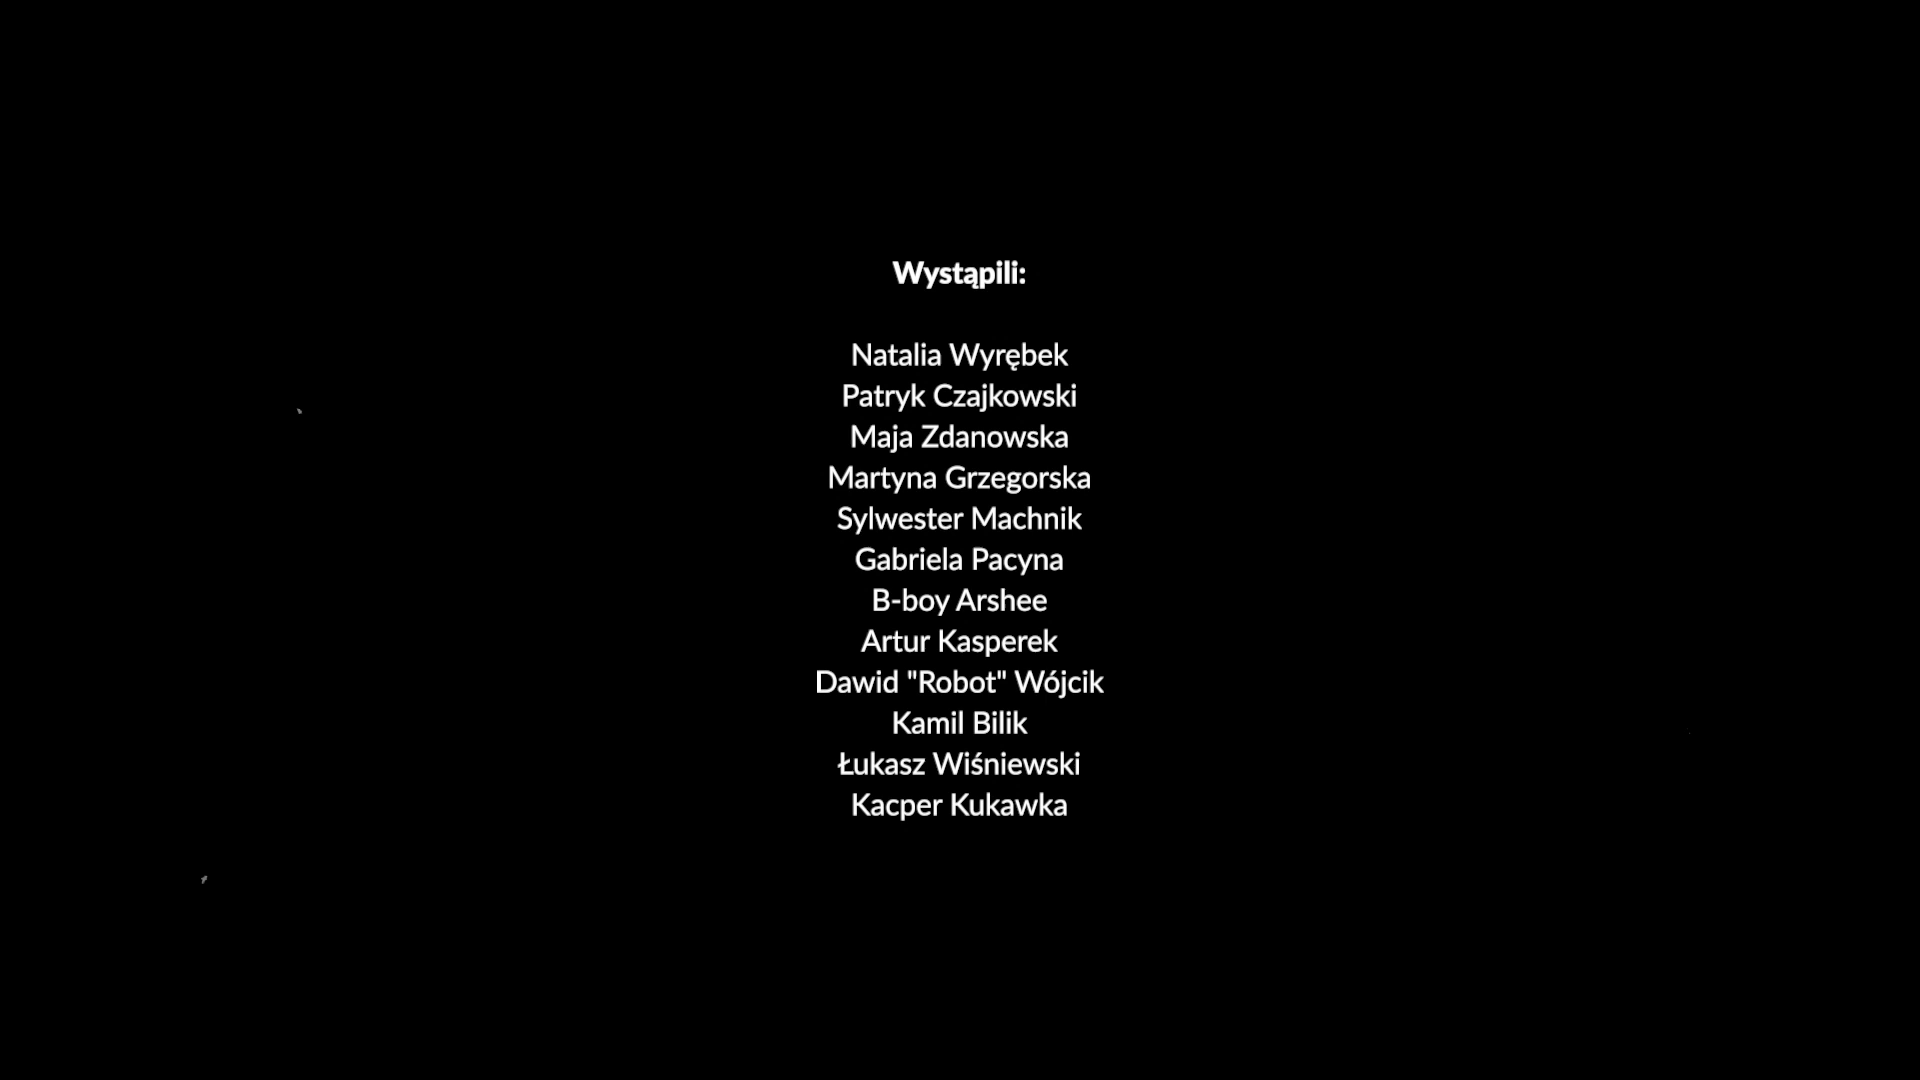 Wystąpili:
Natalia Wyrębek
Patryk Czajkowski
Maja Zdanowska
Martyna Grzegorska
Sylwester Machnik
Gabriela Pacyna
B-boy Arshee
Artur Kasperek
Dawid "Robot" Wójcik
Kamil Bilik
Łukasz Wiśniewski
Kacper Kukawka